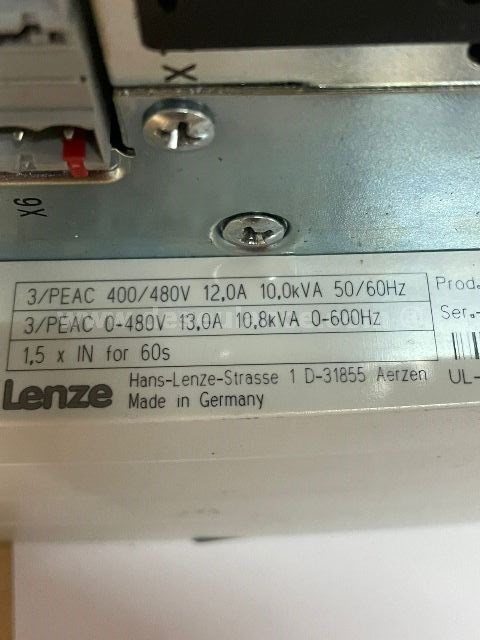 X
X6
3/PEAC 400/480V 12.0A 10.0kVA 50/60Hz
Prod.
3/PEAC 0-480V 13.0A 10.8kVA 0-600Hz
Ser.-
1.5 x IN for 60s
Lenze
Hans-Lenze-Strasse 1 D-31855 Aerzen
UL-
Made in Germany